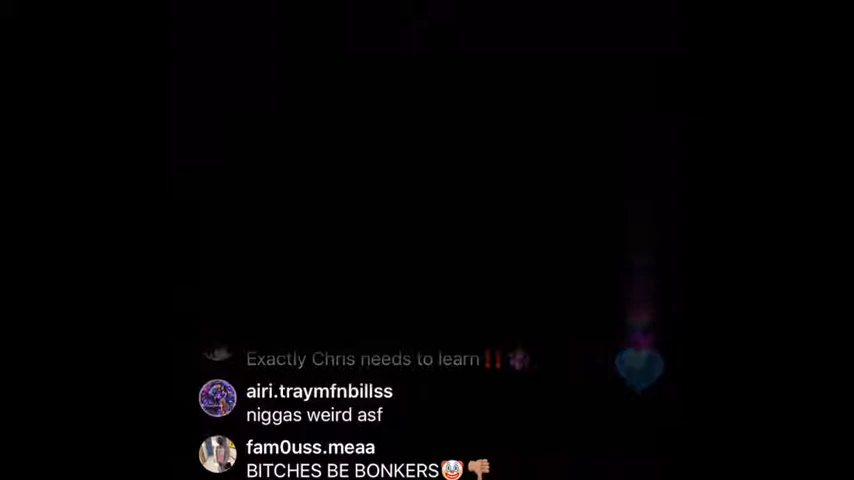 Exactly Chris needs to learn‼️
airi.traymfnbillss
niggas weird asf
fam0uss.meaa
BITCHES BE BONKERS🤡👎🏽